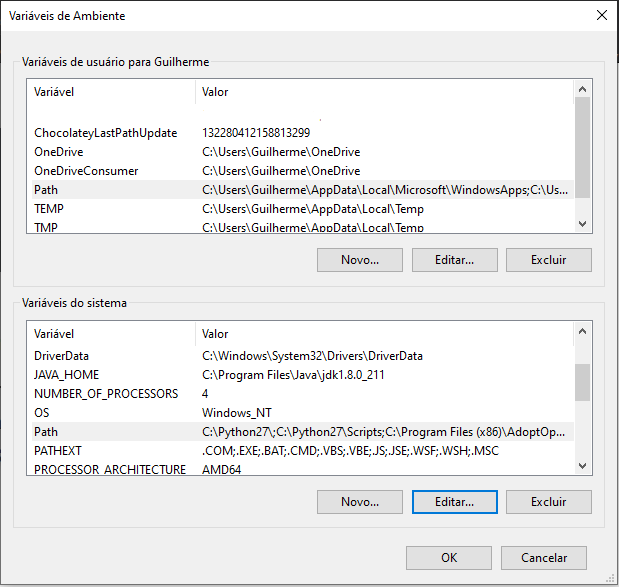 Variáveis de Ambiente
Variáveis de usuário para Guilherme
Variável Valor
ChocolateyLastPathUpdate 132280412158813299
OneDrive C:\Users\Guilherme\OneDrive
OneDriveConsumer C:\Users\Guilherme\OneDrive
Path C:\Users\Guilherme\AppData\Local\Microsoft\WindowsApps;C:\Us...
TEMP C:\Users\Guilherme\AppData\Local\Temp
TMP C:\Users\Guilherme\AppData\Local\Temp
Novo... Editar... Excluir
Variáveis do sistema
Variável Valor
DriverData C:\Windows\System32\Drivers\DriverData
JAVA_HOME C:\Program Files\Java\jdk1.8.0_211
NUMBER_OF_PROCESSORS 4
OS Windows_NT
Path C:\Python27\;C:\Python27\Scripts;C:\Program Files (x86)\AdoptOp...
PATHEXT .COM;.EXE;.BAT;.CMD;.VBS;.VBE;.JS;.JSE;.WSF;.WSH;.MSC
PROCESSOR_ARCHITECTURE AMD64
Novo... Editar... Excluir
OK Cancelar